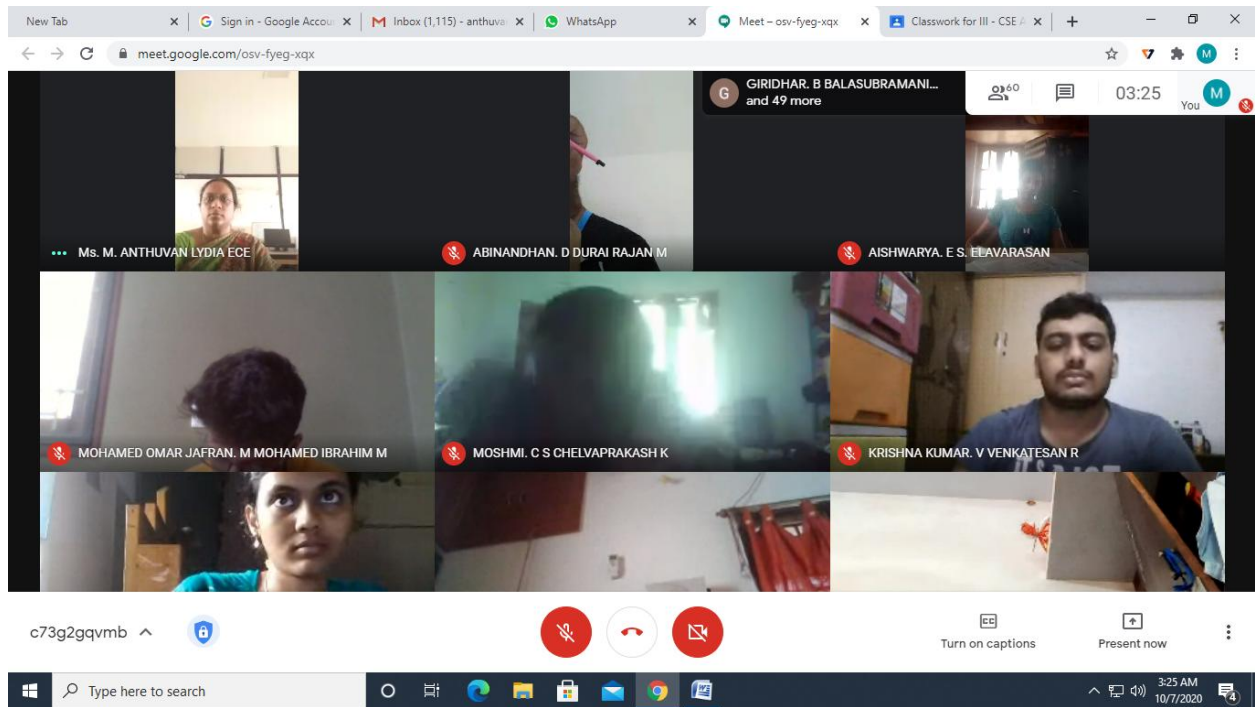 New Tab
Sign in - Google Accou
Inbox (1,115) - anthuva
WhatsApp
Meet – osv-fyeg-xqx
Classwork for III - CSE A
meet.google.com/osv-fyeg-xqx
M
G
GIRIDHAR. B BALASUBRAMANI...
and 49 more
60
03:25
You
M
Ms. M. ANTHUVAN LYDIA ECE
ABINANDHAN. D DURAI RAJAN M
AISHWARYA. E S. ELAVARASAN
MOHAMED OMAR JAFRAN. M MOHAMED IBRAHIM M
MOSHMI. C S CHELVAPRAKASH K
KRISHNA KUMAR. V VENKATESAN R
c73g2gqvmb
Turn on captions
Present now
Type here to search
3:25 AM
10/7/2020
4